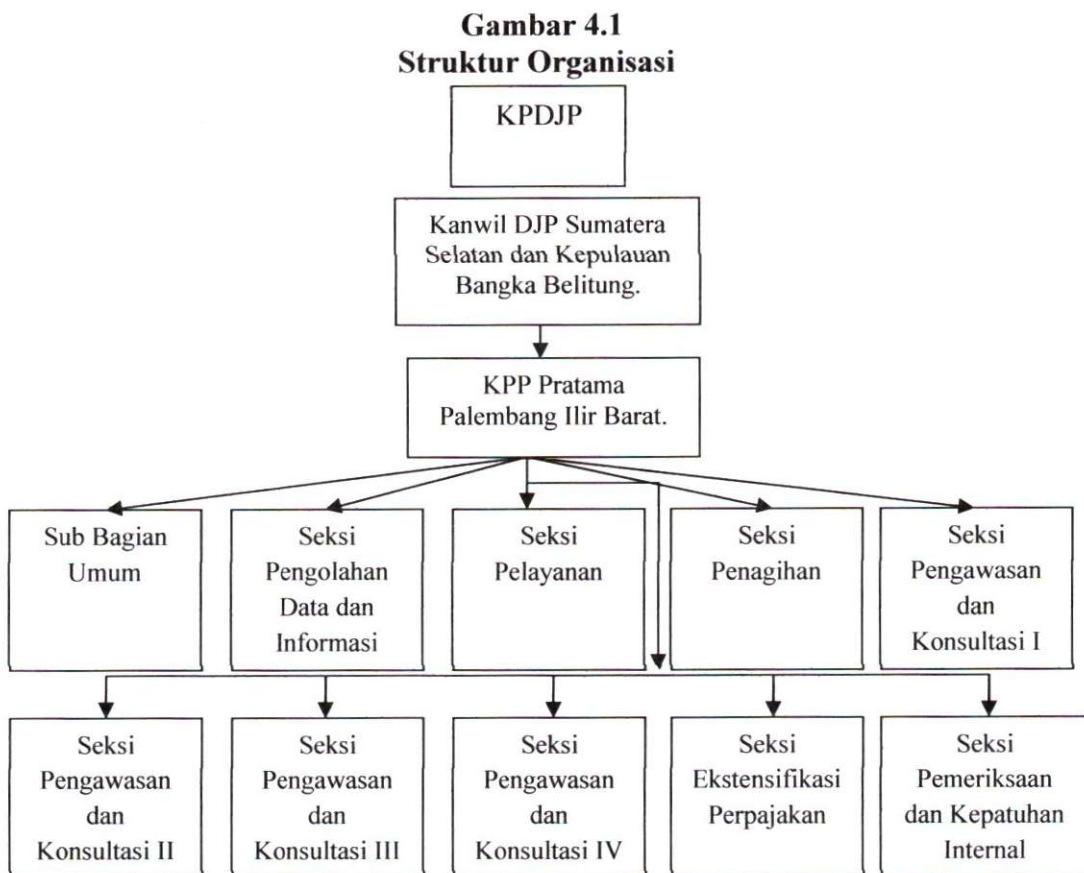 Gambar 4.1
Struktur Organisasi
KPDJP
Kanwil DJP Sumatera
Selatan dan Kepulauan
Bangka Belitung.
KPP Pratama
Palembang Ilir Barat.
Sub Bagian
Umum
Seksi
Pengolahan
Data dan
Informasi
Seksi
Pelayanan
Seksi
Penagihan
Seksi
Pengawasan
dan
Konsultasi I
Seksi
Pengawasan
dan
Konsultasi II
Seksi
Pengawasan
dan
Konsultasi III
Seksi
Pengawasan
dan
Konsultasi IV
Seksi
Ekstensifikasi
Perpajakan
Seksi
Pemeriksaan
dan Kepatuhan
Internal